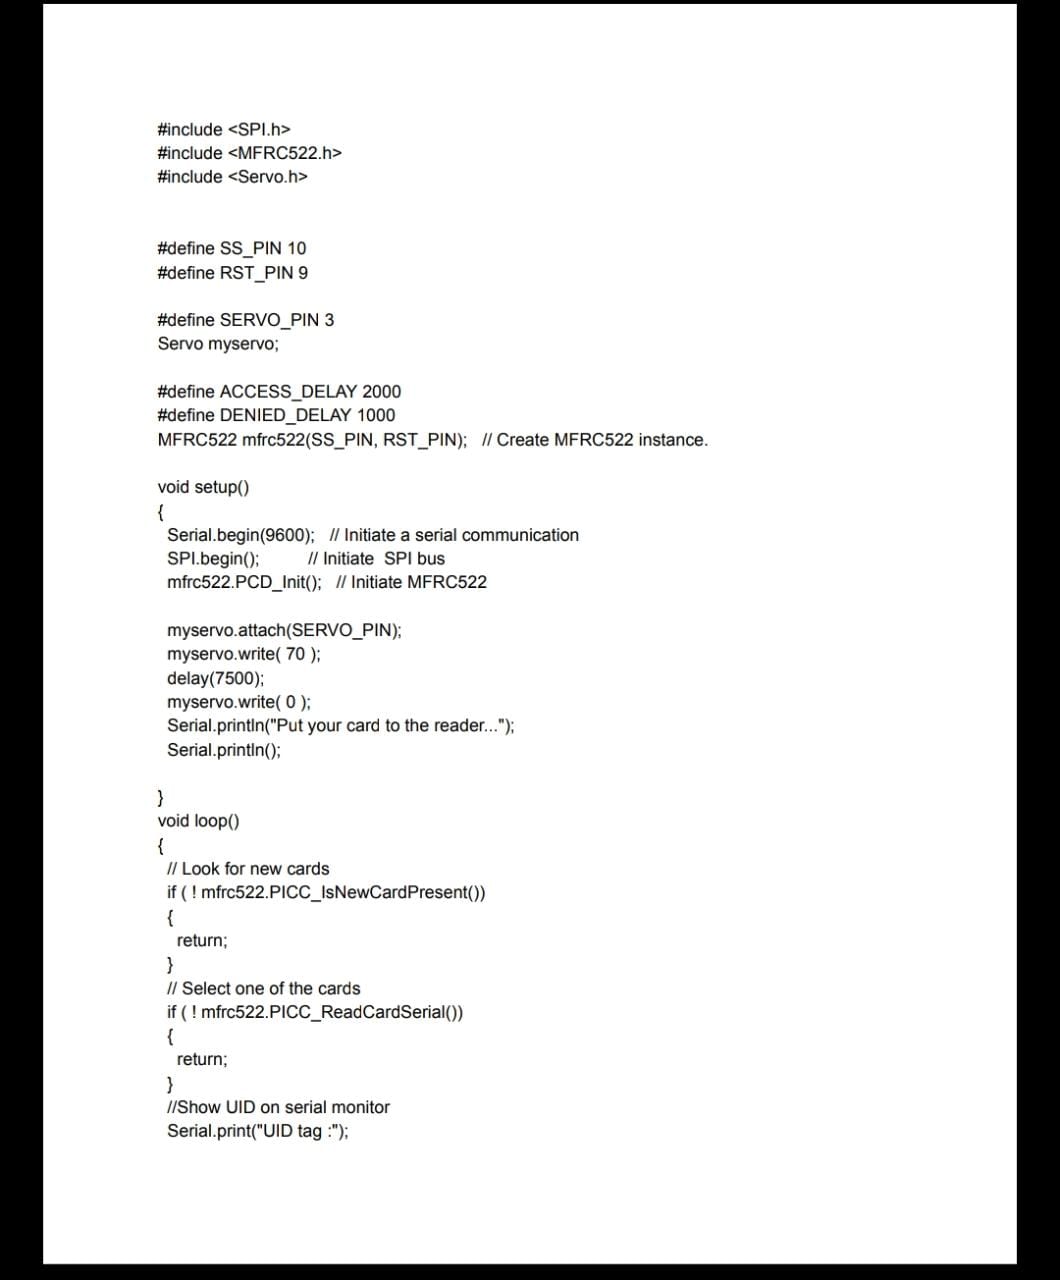 #include <SPI.h>
#include <MFRC522.h>
#include <Servo.h>
#define SS_PIN 10
#define RST_PIN 9
#define SERVO_PIN 3
Servo myservo;
#define ACCESS_DELAY 2000
#define DENIED_DELAY 1000
MFRC522 mfrc522(SS_PIN, RST_PIN);   // Create MFRC522 instance.
void setup()
{
  Serial.begin(9600);   // Initiate a serial communication
  SPI.begin();          // Initiate  SPI bus
  mfrc522.PCD_Init();   // Initiate MFRC522
  myservo.attach(SERVO_PIN);
  myservo.write( 70 );
  delay(7500);
  myservo.write( 0 );
  Serial.println("Put your card to the reader...");
  Serial.println();
}
void loop()
{
  // Look for new cards
  if ( ! mfrc522.PICC_IsNewCardPresent())
  {
    return;
  }
  // Select one of the cards
  if ( ! mfrc522.PICC_ReadCardSerial())
  {
    return;
  }
  //Show UID on serial monitor
  Serial.print("UID tag :");